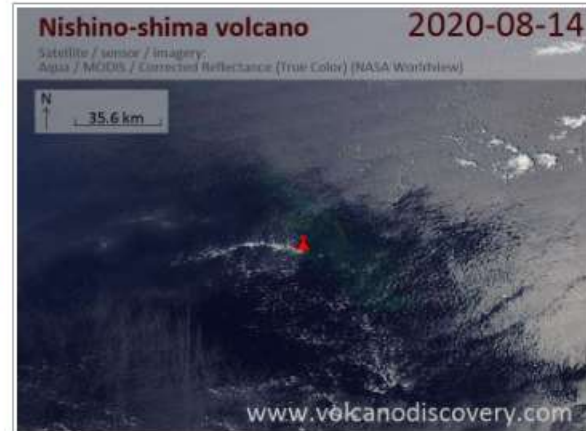 Nishino-shima volcano 2020-08-14
Satellite / sensor / imagery:
Aqua / MODIS / Corrected Reflectance (True Color) (NASA Worldview)
N
35.6 km
www.volcanodiscovery.com